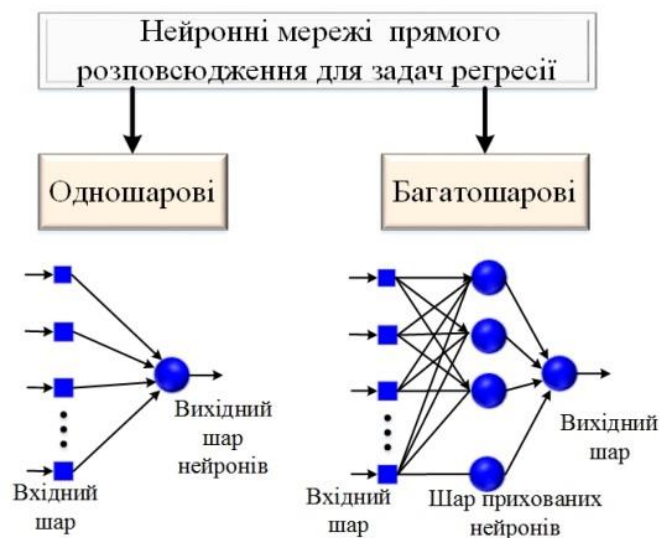 Нейронні мережі прямого
розповсюдження для задач регресії
Одношарові
Багатошарові
Вихідний
шар
нейронів
Вхідний
шар
Вихідний
шар
Вхідний
шар
Шар прихованих
нейронів